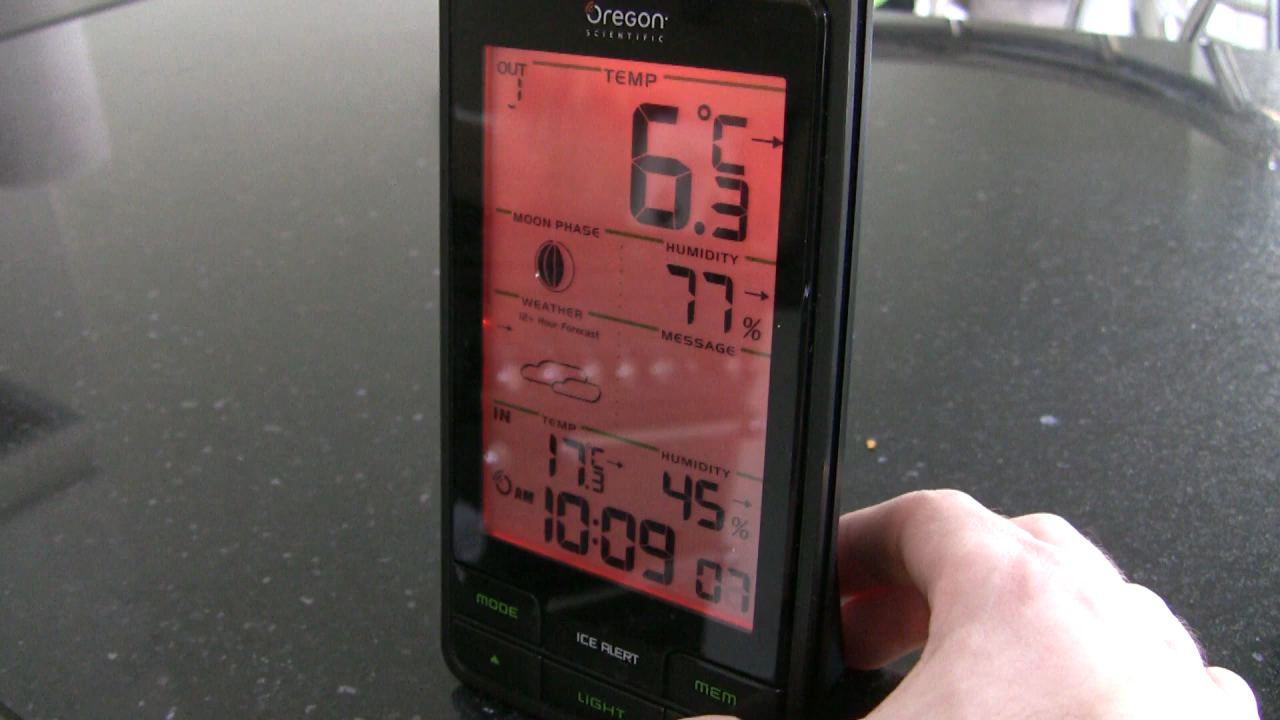 Oregon
SCIENTIFIC
OUT TEMP
6.3 °C
MOON PHASE
HUMIDITY
77 %
WEATHER
12+ Hour Forecast
MESSAGE
IN TEMP
17.3 °C
HUMIDITY
45 %
AM 10:09 07
MODE
ICE ALERT
MEM
LIGHT